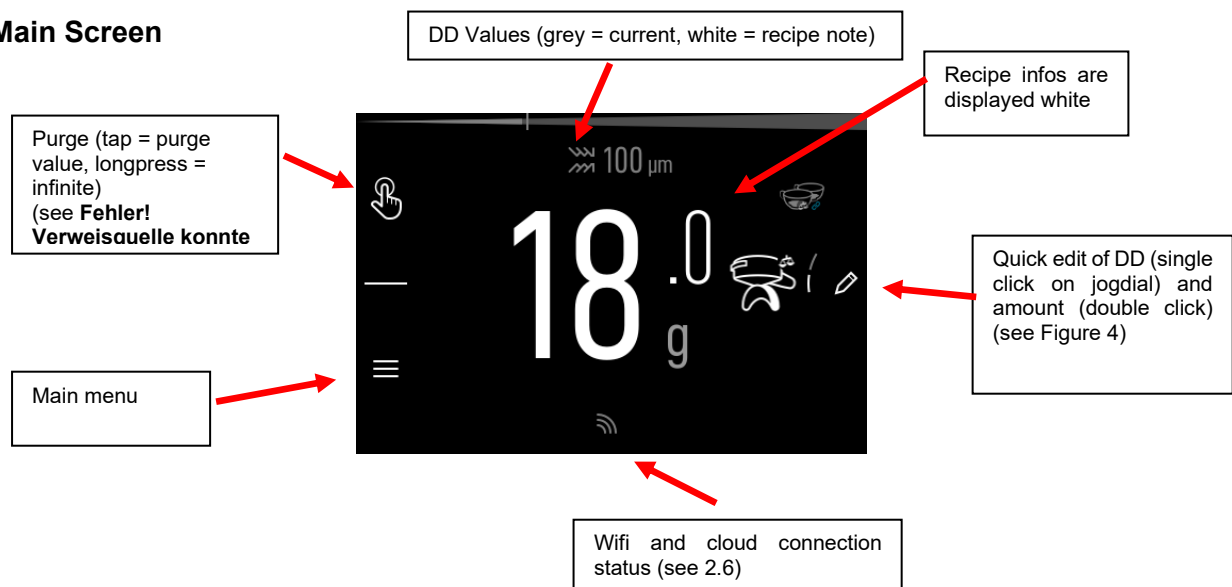 Main Screen
DD Values (grey = current, white = recipe note)
Recipe infos are
displayed white
Purge (tap = purge
value, longpress =
infinite)
(see Fehler!
Verweisquelle konnte
100 µm
18.0
g
Quick edit of DD (single
click on jogdial) and
amount (double click)
(see Figure 4)
Main menu
Wifi and cloud connection
status (see 2.6)